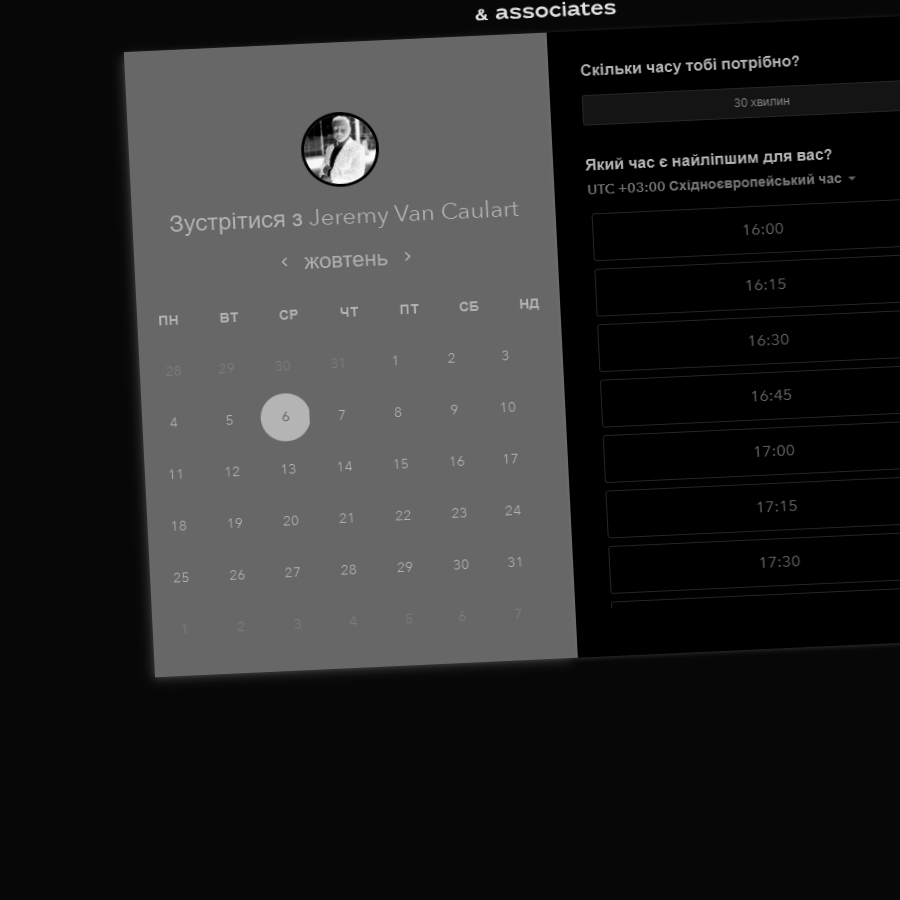 & associates
Зустрітися з Jeremy Van Caulart
‹ жовтень ›
ПН ВТ СР ЧТ ПТ СБ НД
28 29 30 31 1 2 3
4 5 6 7 8 9 10
11 12 13 14 15 16 17
18 19 20 21 22 23 24
25 26 27 28 29 30 31
1 2 3 4 5 6 7
Скільки часу тобі потрібно?
30 хвилин
Який час є найліпшим для вас?
UTC +03:00 Східноєвропейський час
16:00
16:15
16:30
16:45
17:00
17:15
17:30